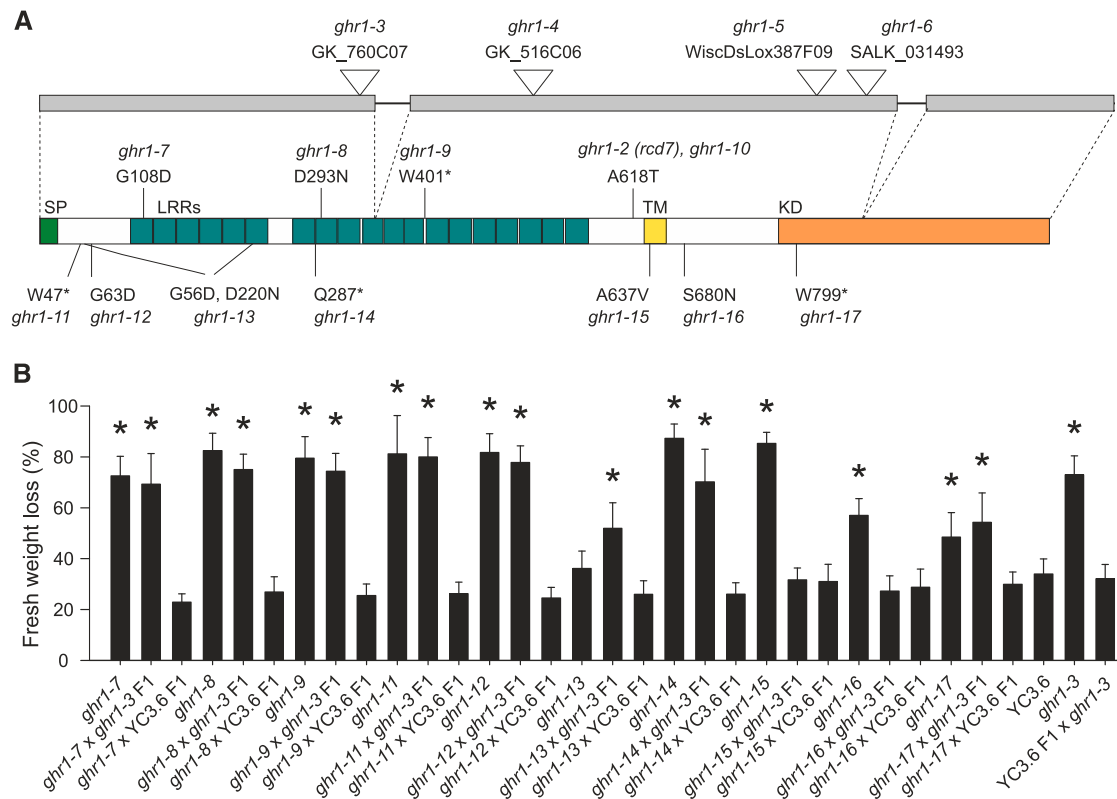 A
ghr1-3
GK_760C07
ghr1-4
GK_516C06
ghr1-5
WiscDsLox387F09
ghr1-6
SALK_031493
ghr1-7
G108D
ghr1-8
D293N
ghr1-9
W401*
ghr1-2 (rcd7), ghr1-10
A618T
SP
LRRs
TM
KD
W47*
ghr1-11
G63D
ghr1-12
G56D, D220N
ghr1-13
Q287*
ghr1-14
A637V
ghr1-15
S680N
ghr1-16
W799*
ghr1-17
B
Fresh weight loss (%)
100
80
60
40
20
0
* * * * * * * * * * * * * * * * * *
ghr1-7
ghr1-7 x ghr1-3 F1
ghr1-7 x YC3.6 F1
ghr1-8
ghr1-8 x ghr1-3 F1
ghr1-8 x YC3.6 F1
ghr1-9
ghr1-9 x ghr1-3 F1
ghr1-9 x YC3.6 F1
ghr1-11
ghr1-11 x ghr1-3 F1
ghr1-11 x YC3.6 F1
ghr1-12
ghr1-12 x ghr1-3 F1
ghr1-12 x YC3.6 F1
ghr1-13
ghr1-13 x ghr1-3 F1
ghr1-13 x YC3.6 F1
ghr1-14
ghr1-14 x ghr1-3 F1
ghr1-14 x YC3.6 F1
ghr1-15
ghr1-15 x ghr1-3 F1
ghr1-15 x YC3.6 F1
ghr1-16
ghr1-16 x ghr1-3 F1
ghr1-16 x YC3.6 F1
ghr1-17
ghr1-17 x ghr1-3 F1
ghr1-17 x YC3.6 F1
YC3.6
ghr1-3
YC3.6 F1 x ghr1-3